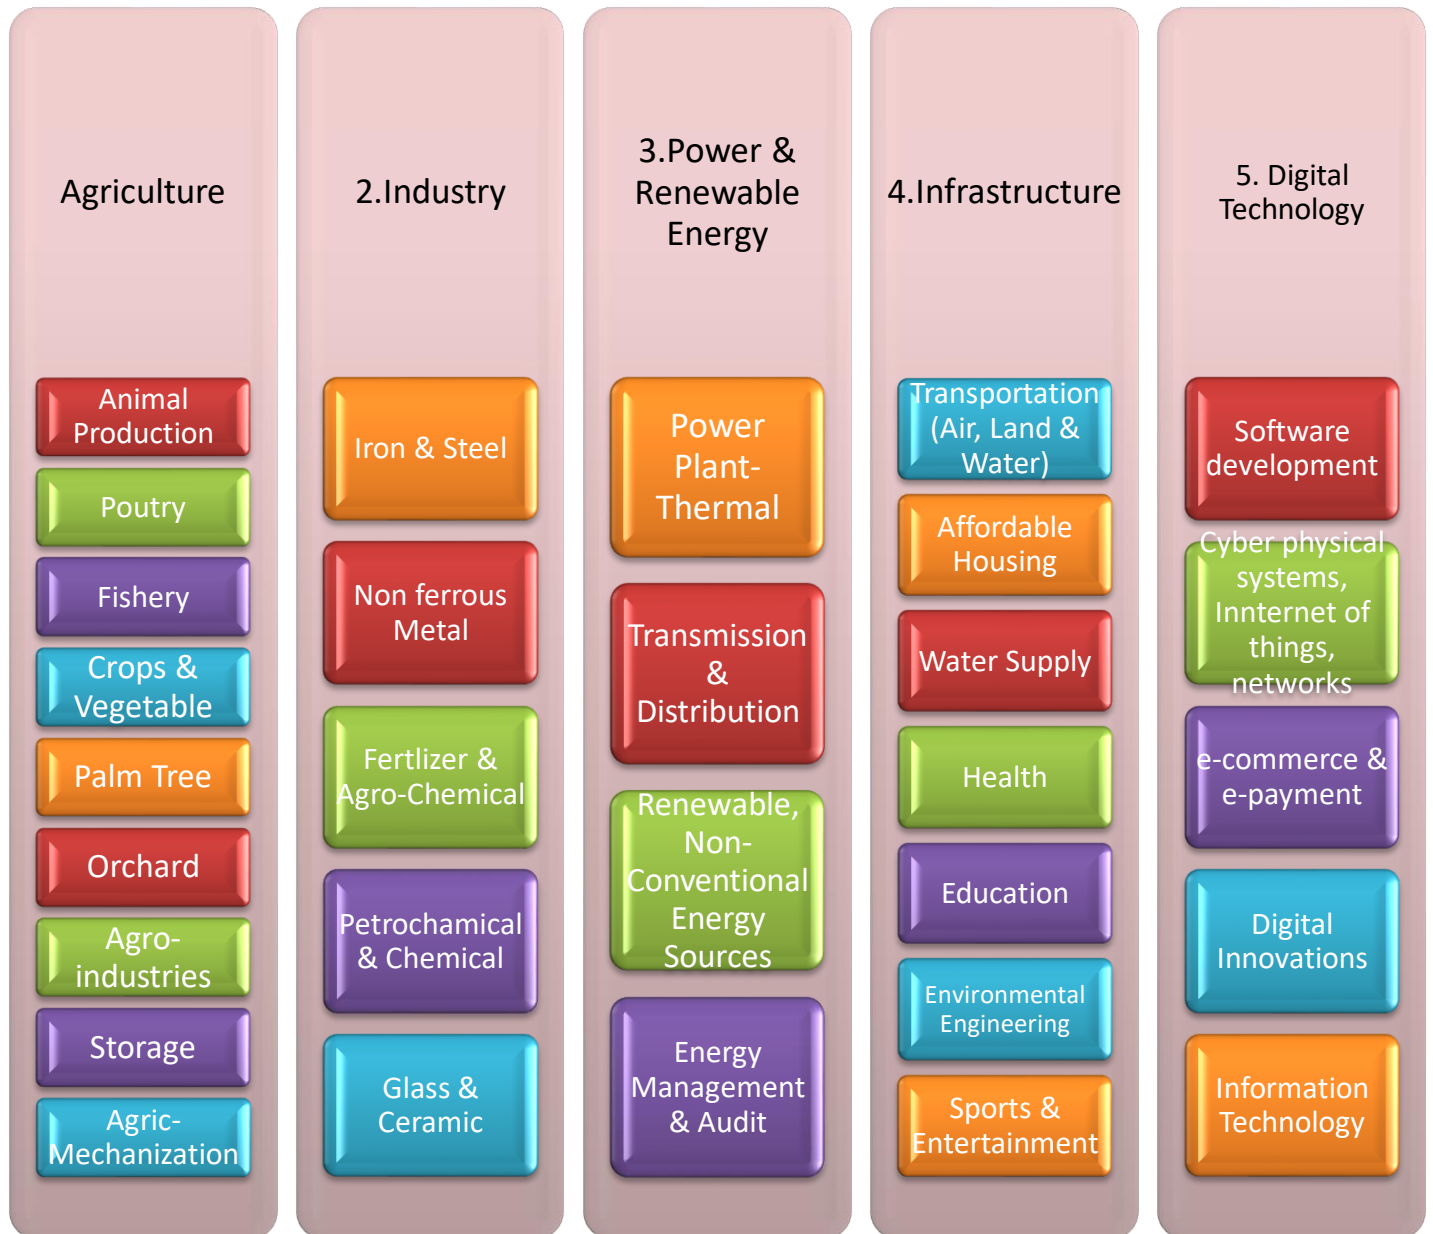 Agriculture
Animal
Production
Poutry
Fishery
Crops &
Vegetable
Palm Tree
Orchard
Agro-
industries
Storage
Agric-
Mechanization
2.Industry
Iron & Steel
Non ferrous
Metal
Fertlizer &
Agro-Chemical
Petrochamical
& Chemical
Glass &
Ceramic
3.Power &
Renewable
Energy
Power
Plant-
Thermal
Transmission
&
Distribution
Renewable,
Non-
Conventional
Energy
Sources
Energy
Management
& Audit
4.Infrastructure
Transportation
(Air, Land &
Water)
Affordable
Housing
Water Supply
Health
Education
Environmental
Engineering
Sports &
Entertainment
5. Digital
Technology
Software
development
Cyber physical
systems,
Innternet of
things,
networks
e-commerce &
e-payment
Digital
Innovations
Information
Technology